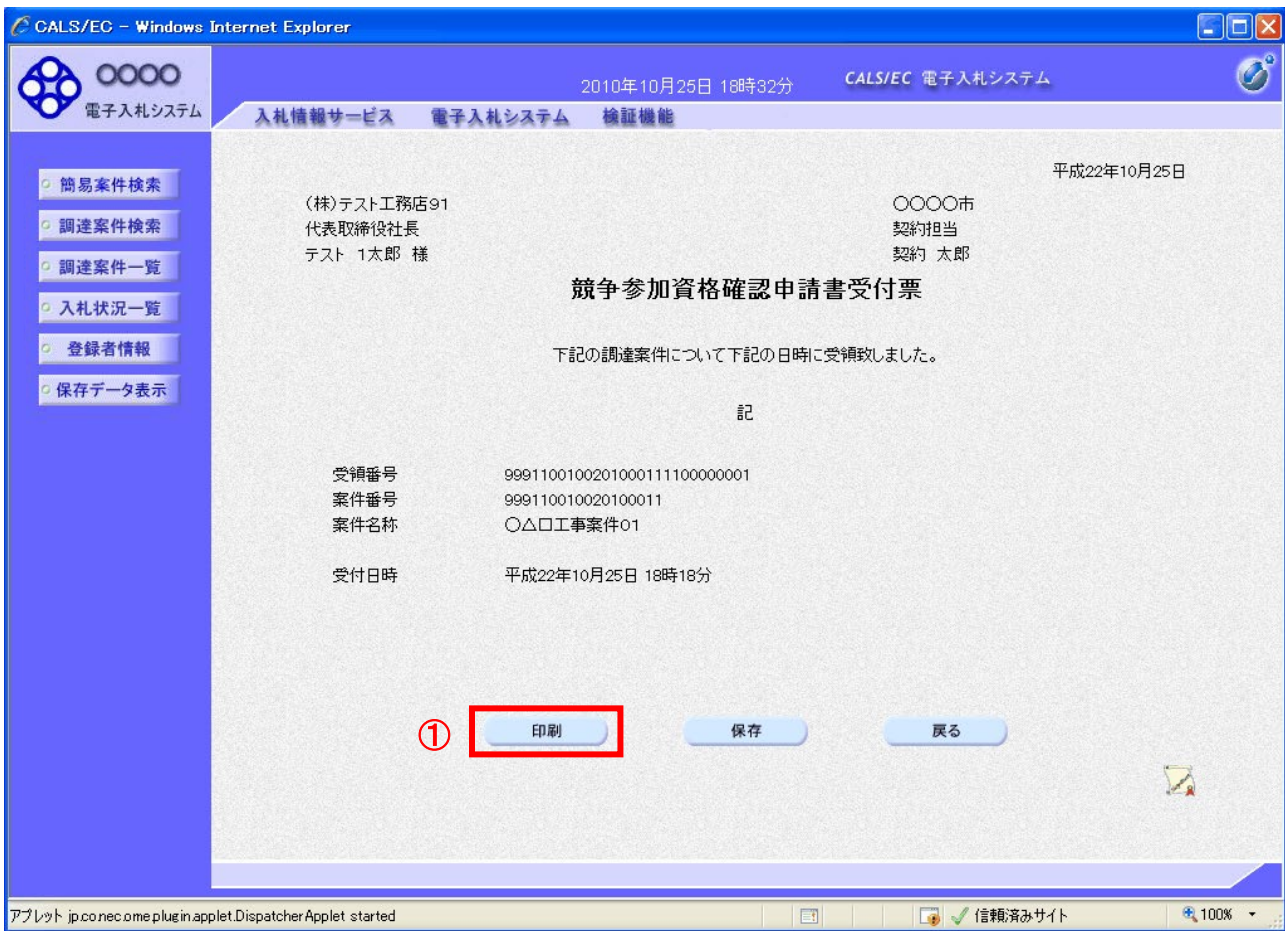 CALS/EC - Windows Internet Explorer
〇〇〇〇
電子入札システム
2010年10月25日 18時32分
CALS/EC 電子入札システム
入札情報サービス 電子入札システム 検証機能
簡易案件検索
調達案件検索
調達案件一覧
入札状況一覧
登録者情報
保存データ表示
平成22年10月25日
(株)テスト工務店91
代表取締役社長
テスト 1太郎 様
〇〇〇〇市
契約担当
契約 太郎
競争参加資格確認申請書受付票
下記の調達案件について下記の日時に受領致しました。
記
受領番号 9991100100201000111100000001
案件番号 999110010020100011
案件名称 〇△口工事案件01
受付日時 平成22年10月25日 18時18分
① 印刷 保存 戻る
アプレット jp.co.nec.ome.plugin.applet.DispatcherApplet started
信頼済みサイト
100%